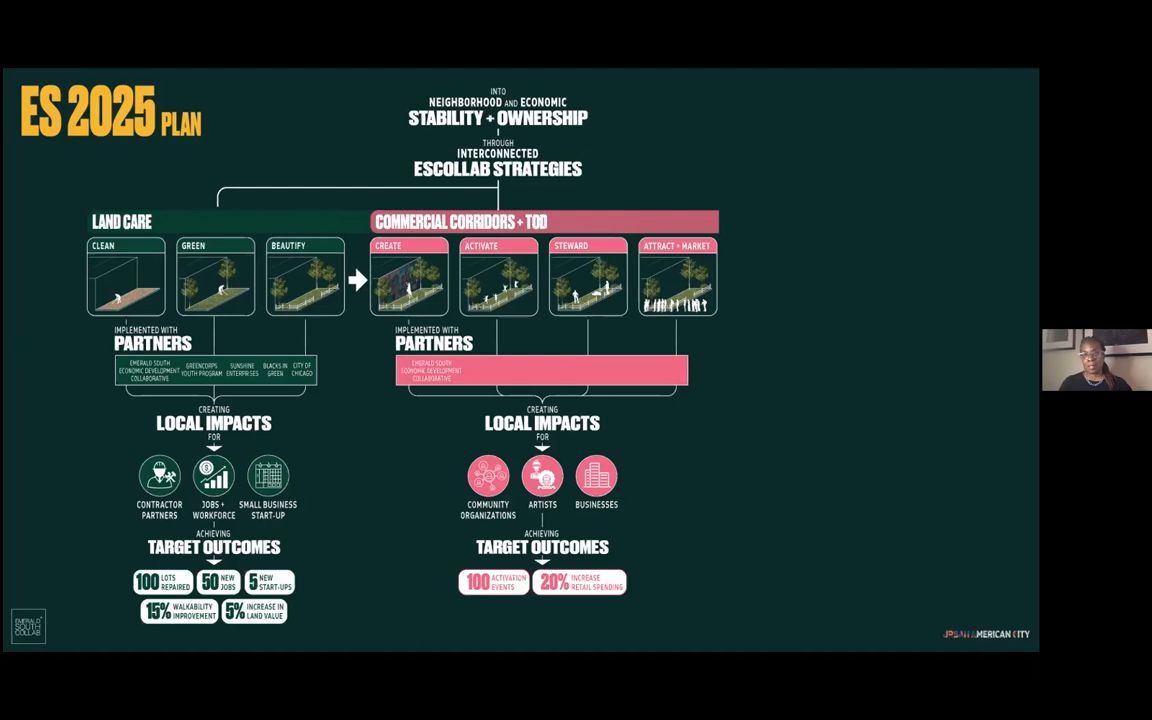 ES 2025 PLAN
INTO
NEIGHBORHOOD AND ECONOMIC
STABILITY + OWNERSHIP
THROUGH
INTERCONNECTED
ESCOLLAB STRATEGIES
LAND CARE
COMMERCIAL CORRIDORS + TOD
CLEAN
GREEN
BEAUTIFY
CREATE
ACTIVATE
STEWARD
ATTRACT + MARKET
IMPLEMENTED WITH
PARTNERS
EMERALD SOUTH
ECONOMIC DEVELOPMENT
COLLABORATIVE
GREENCORPS
YOUTH PROGRAM
SUNSHINE
ENTERPRISES
BLACKS IN
GREEN
CITY OF
CHICAGO
IMPLEMENTED WITH
PARTNERS
EMERALD SOUTH
ECONOMIC DEVELOPMENT
COLLABORATIVE
CREATING
LOCAL IMPACTS
FOR
CONTRACTOR
PARTNERS
JOBS +
WORKFORCE
SMALL BUSINESS
START-UP
ACHIEVING
TARGET OUTCOMES
100 LOTS
REPAIRED
50 NEW
JOBS
5 NEW
START-UPS
15% WALKABILITY
IMPROVEMENT
5% INCREASE IN
LAND VALUE
CREATING
LOCAL IMPACTS
FOR
COMMUNITY
ORGANIZATIONS
ARTISTS
BUSINESSES
ACHIEVING
TARGET OUTCOMES
100 ACTIVATION
EVENTS
20% INCREASE
RETAIL SPENDING
EMERALD
SOUTH
COLLAB
AMERICAN CITY